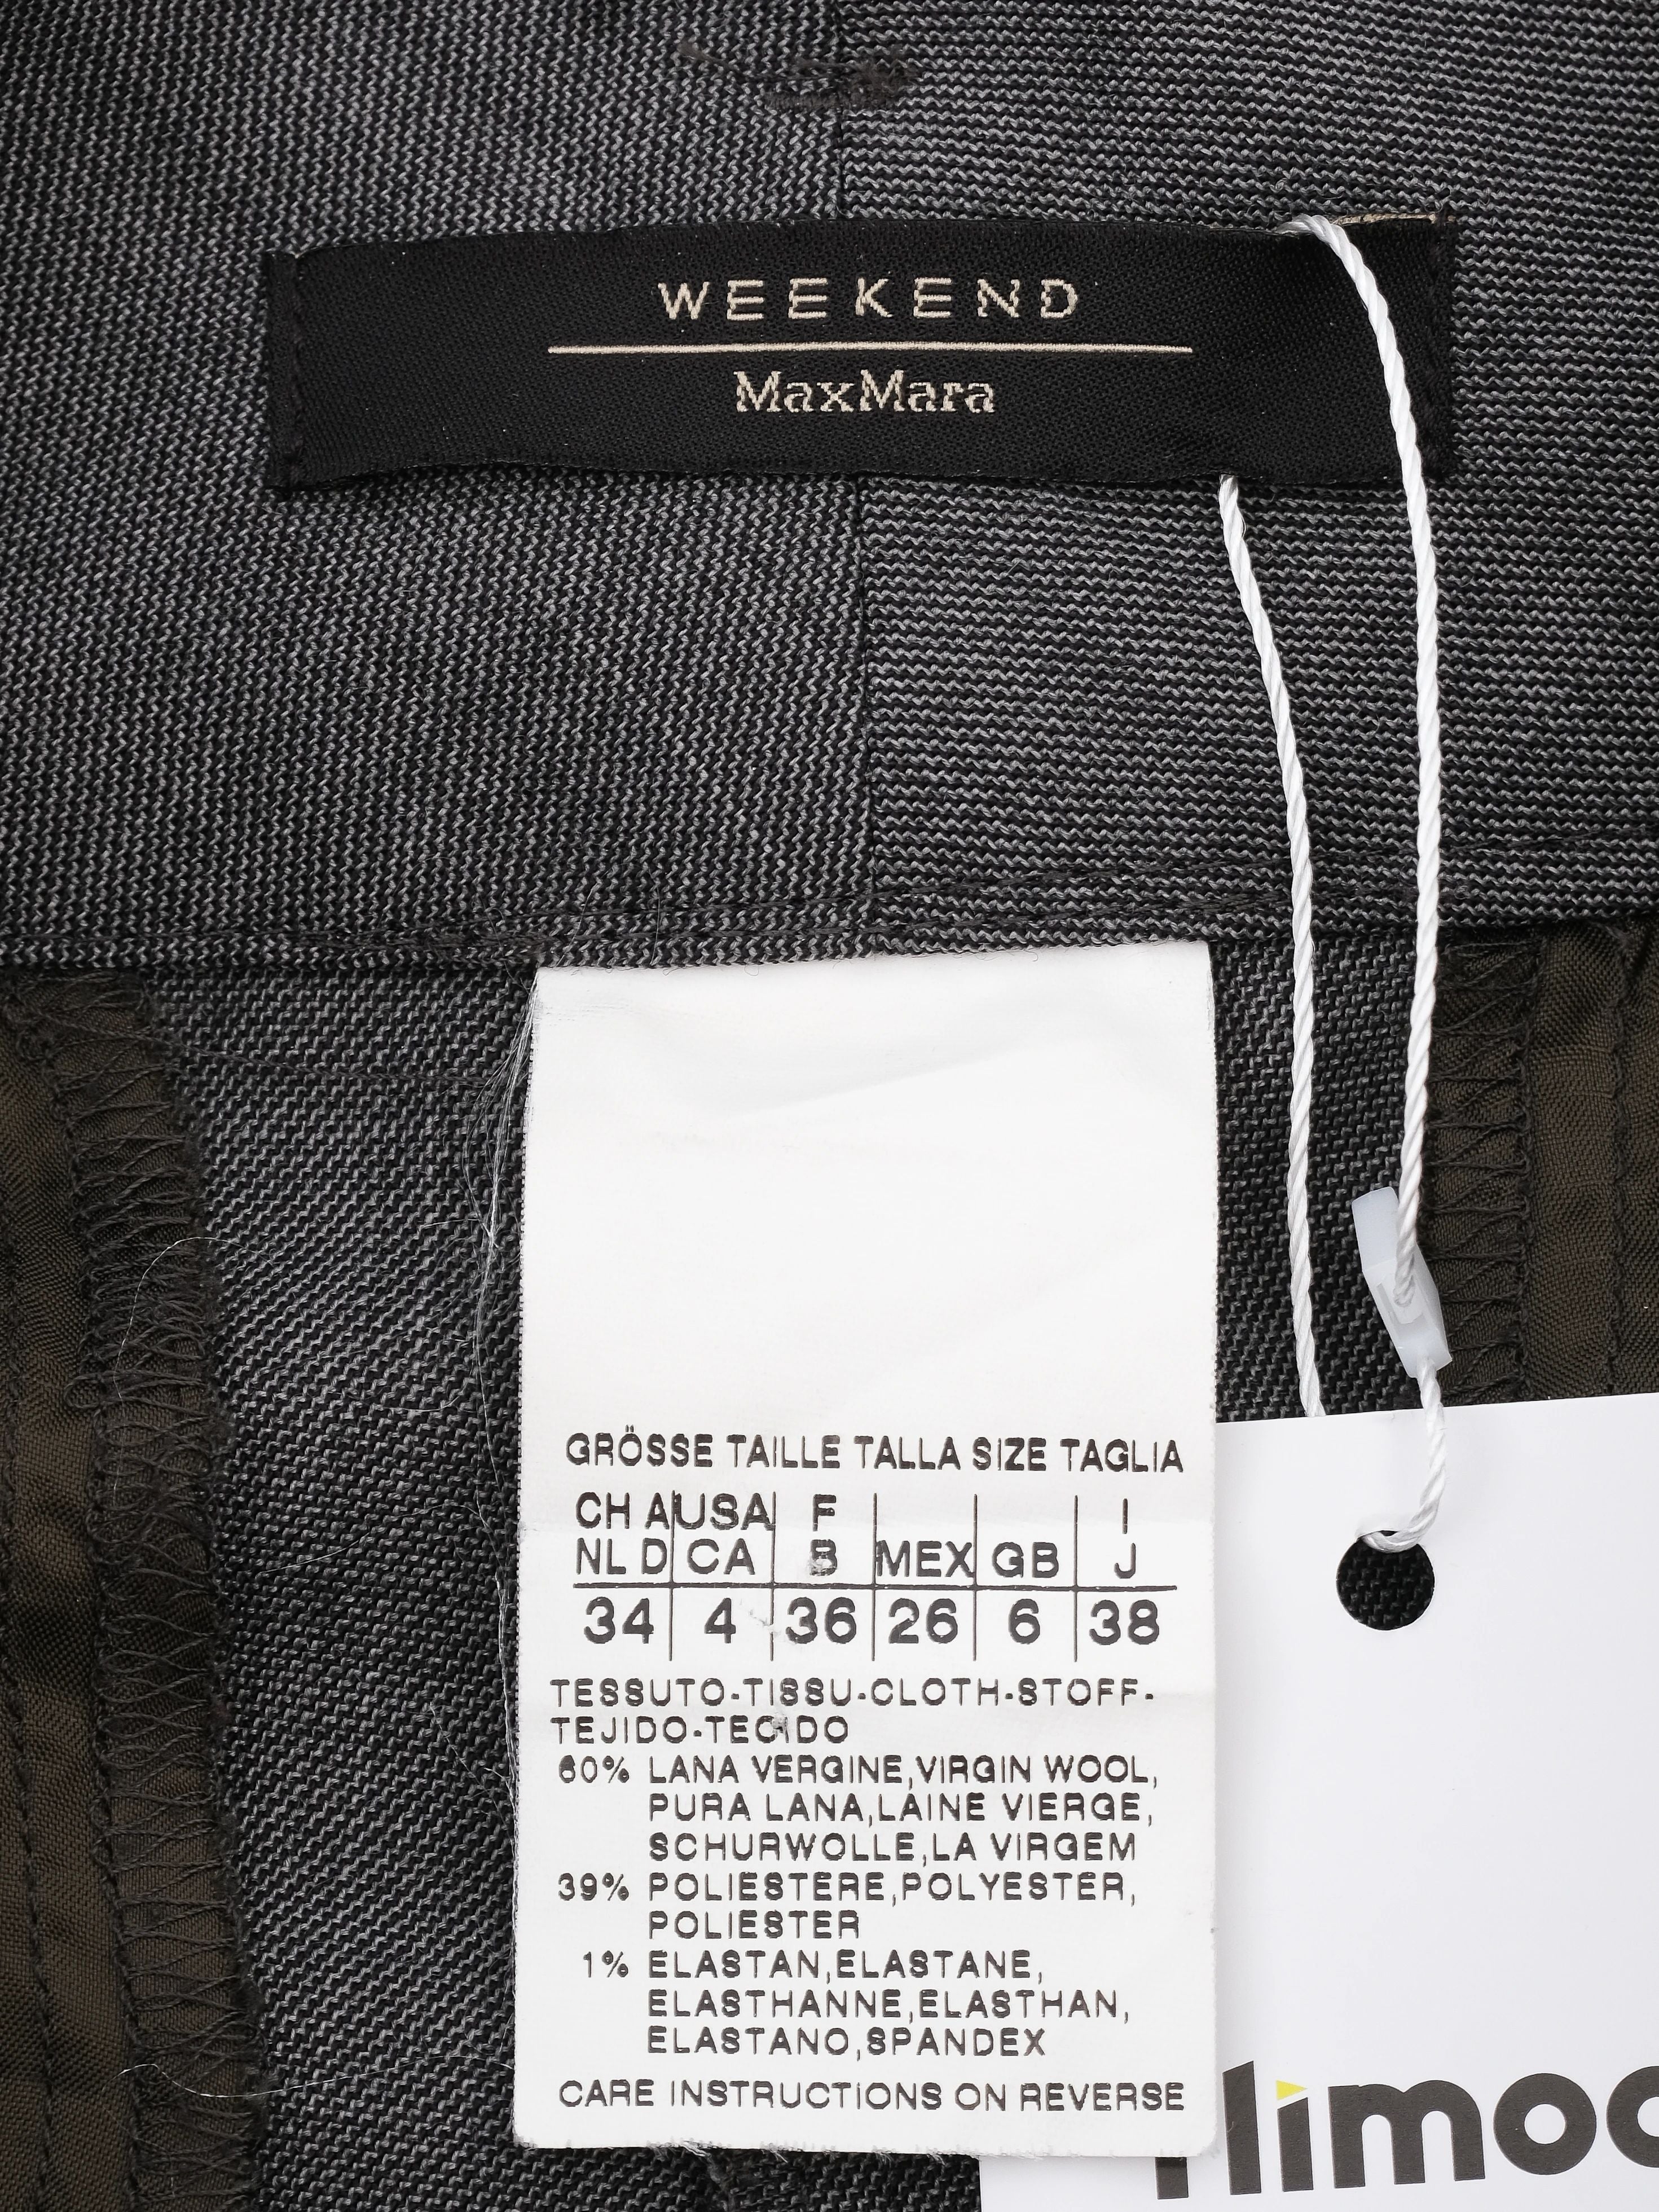 WEEKEND
MaxMara
GRÖSSE TAILLE TALLA SIZE TAGLIA
CH A USA F I
NL D CA B MEX GB J
34 4 36 26 6 38
TESSUTO-TISSU-CLOTH-STOFF-
TEJIDO-TECIDO
60% LANA VERGINE,VIRGIN WOOL,
PURA LANA,LAINE VIERGE,
SCHURWOLLE,LA VIRGEM
39% POLIESTERE,POLYESTER,
POLIESTER
1% ELASTAN,ELASTANE,
ELASTHANNE,ELASTHAN,
ELASTANO,SPANDEX
CARE INSTRUCTIONS ON REVERSE